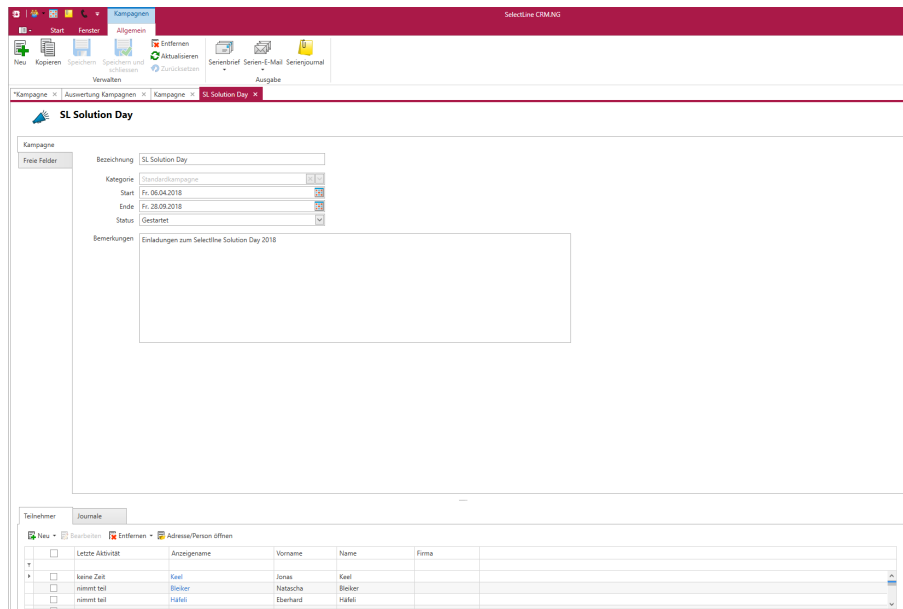 Kampagnen
SelectLine CRM.NG
Start Fenster Allgemein
Neu Kopieren Speichern Speichern und schließen
Entfernen
Aktualisieren
Zurücksetzen
Serienbrief Serien-E-Mail Serienjournal
Verwalten Ausgabe
*Kampagne × Auswertung Kampagnen × Kampagne × SL Solution Day ×
SL Solution Day
Kampagne
Freie Felder
Bezeichnung SL Solution Day
Kategorie Standardkampagne
Start Fr. 06.04.2018
Ende Fr. 28.09.2018
Status Gestartet
Bemerkungen Einladungen zum SelectlIne Solution Day 2018
Teilnehmer Journale
Neu Bearbeiten Entfernen Adresse/Person öffnen
Letzte Aktivität Anzeigename Vorname Name Firma
keine Zeit Keel Jonas Keel
nimmt teil Bleiker Natascha Bleiker
nimmt teil Häfeli Eberhard Häfeli